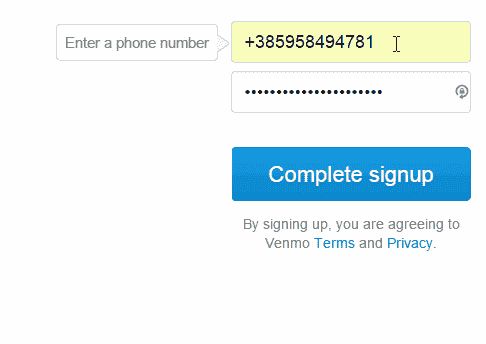 Enter a phone number
+385958494781
••••••••••••••••••••••
Complete signup
By signing up, you are agreeing to
Venmo Terms and Privacy.